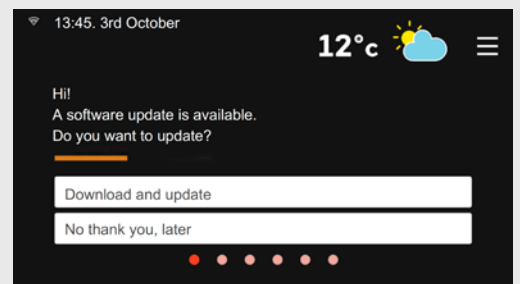 13:45. 3rd October
12°c
Hi!
A software update is available.
Do you want to update?
Download and update
No thank you, later